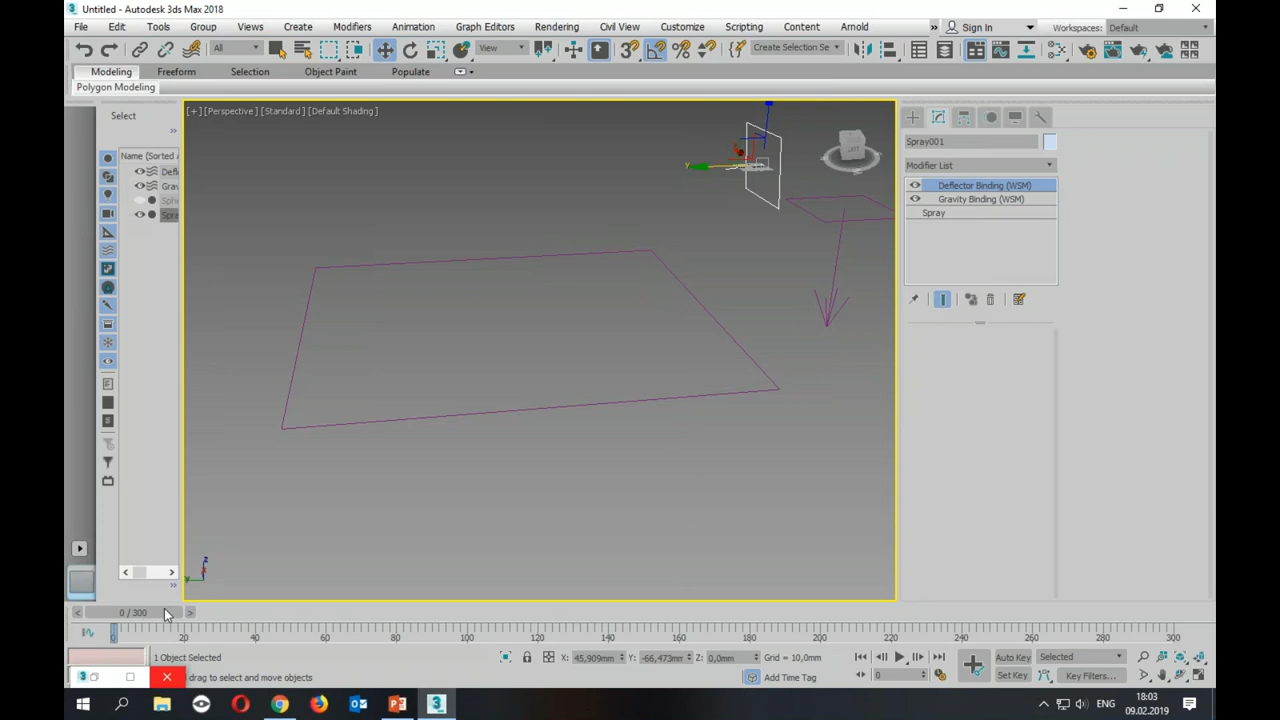 Untitled - Autodesk 3ds Max 2018
File Edit Tools Group Views Create Modifiers Animation Graph Editors Rendering Civil View Customize Scripting Content Arnold » Sign In Workspaces: Default
All View Create Selection Se
Modeling Freeform Selection Object Paint Populate
Polygon Modeling
Select
[+] [Perspective] [Standard] [Default Shading]
Spray001
Name (Sorted A
Modifier List
Defle
Deflector Binding (WSM)
Grav
Gravity Binding (WSM)
Sphe
Spray
Spra
y
z
0 / 300
0 20 40 60 80 100 120 140 160 180 200 220 240 260 280 300
1 Object Selected X: 45,909mm Y: -66,473mm Z: 0,0mm Grid = 10,0mm Auto Key Selected
drag to select and move objects Add Time Tag 0 Set Key Key Filters...
ENG 18:03
09.02.2019